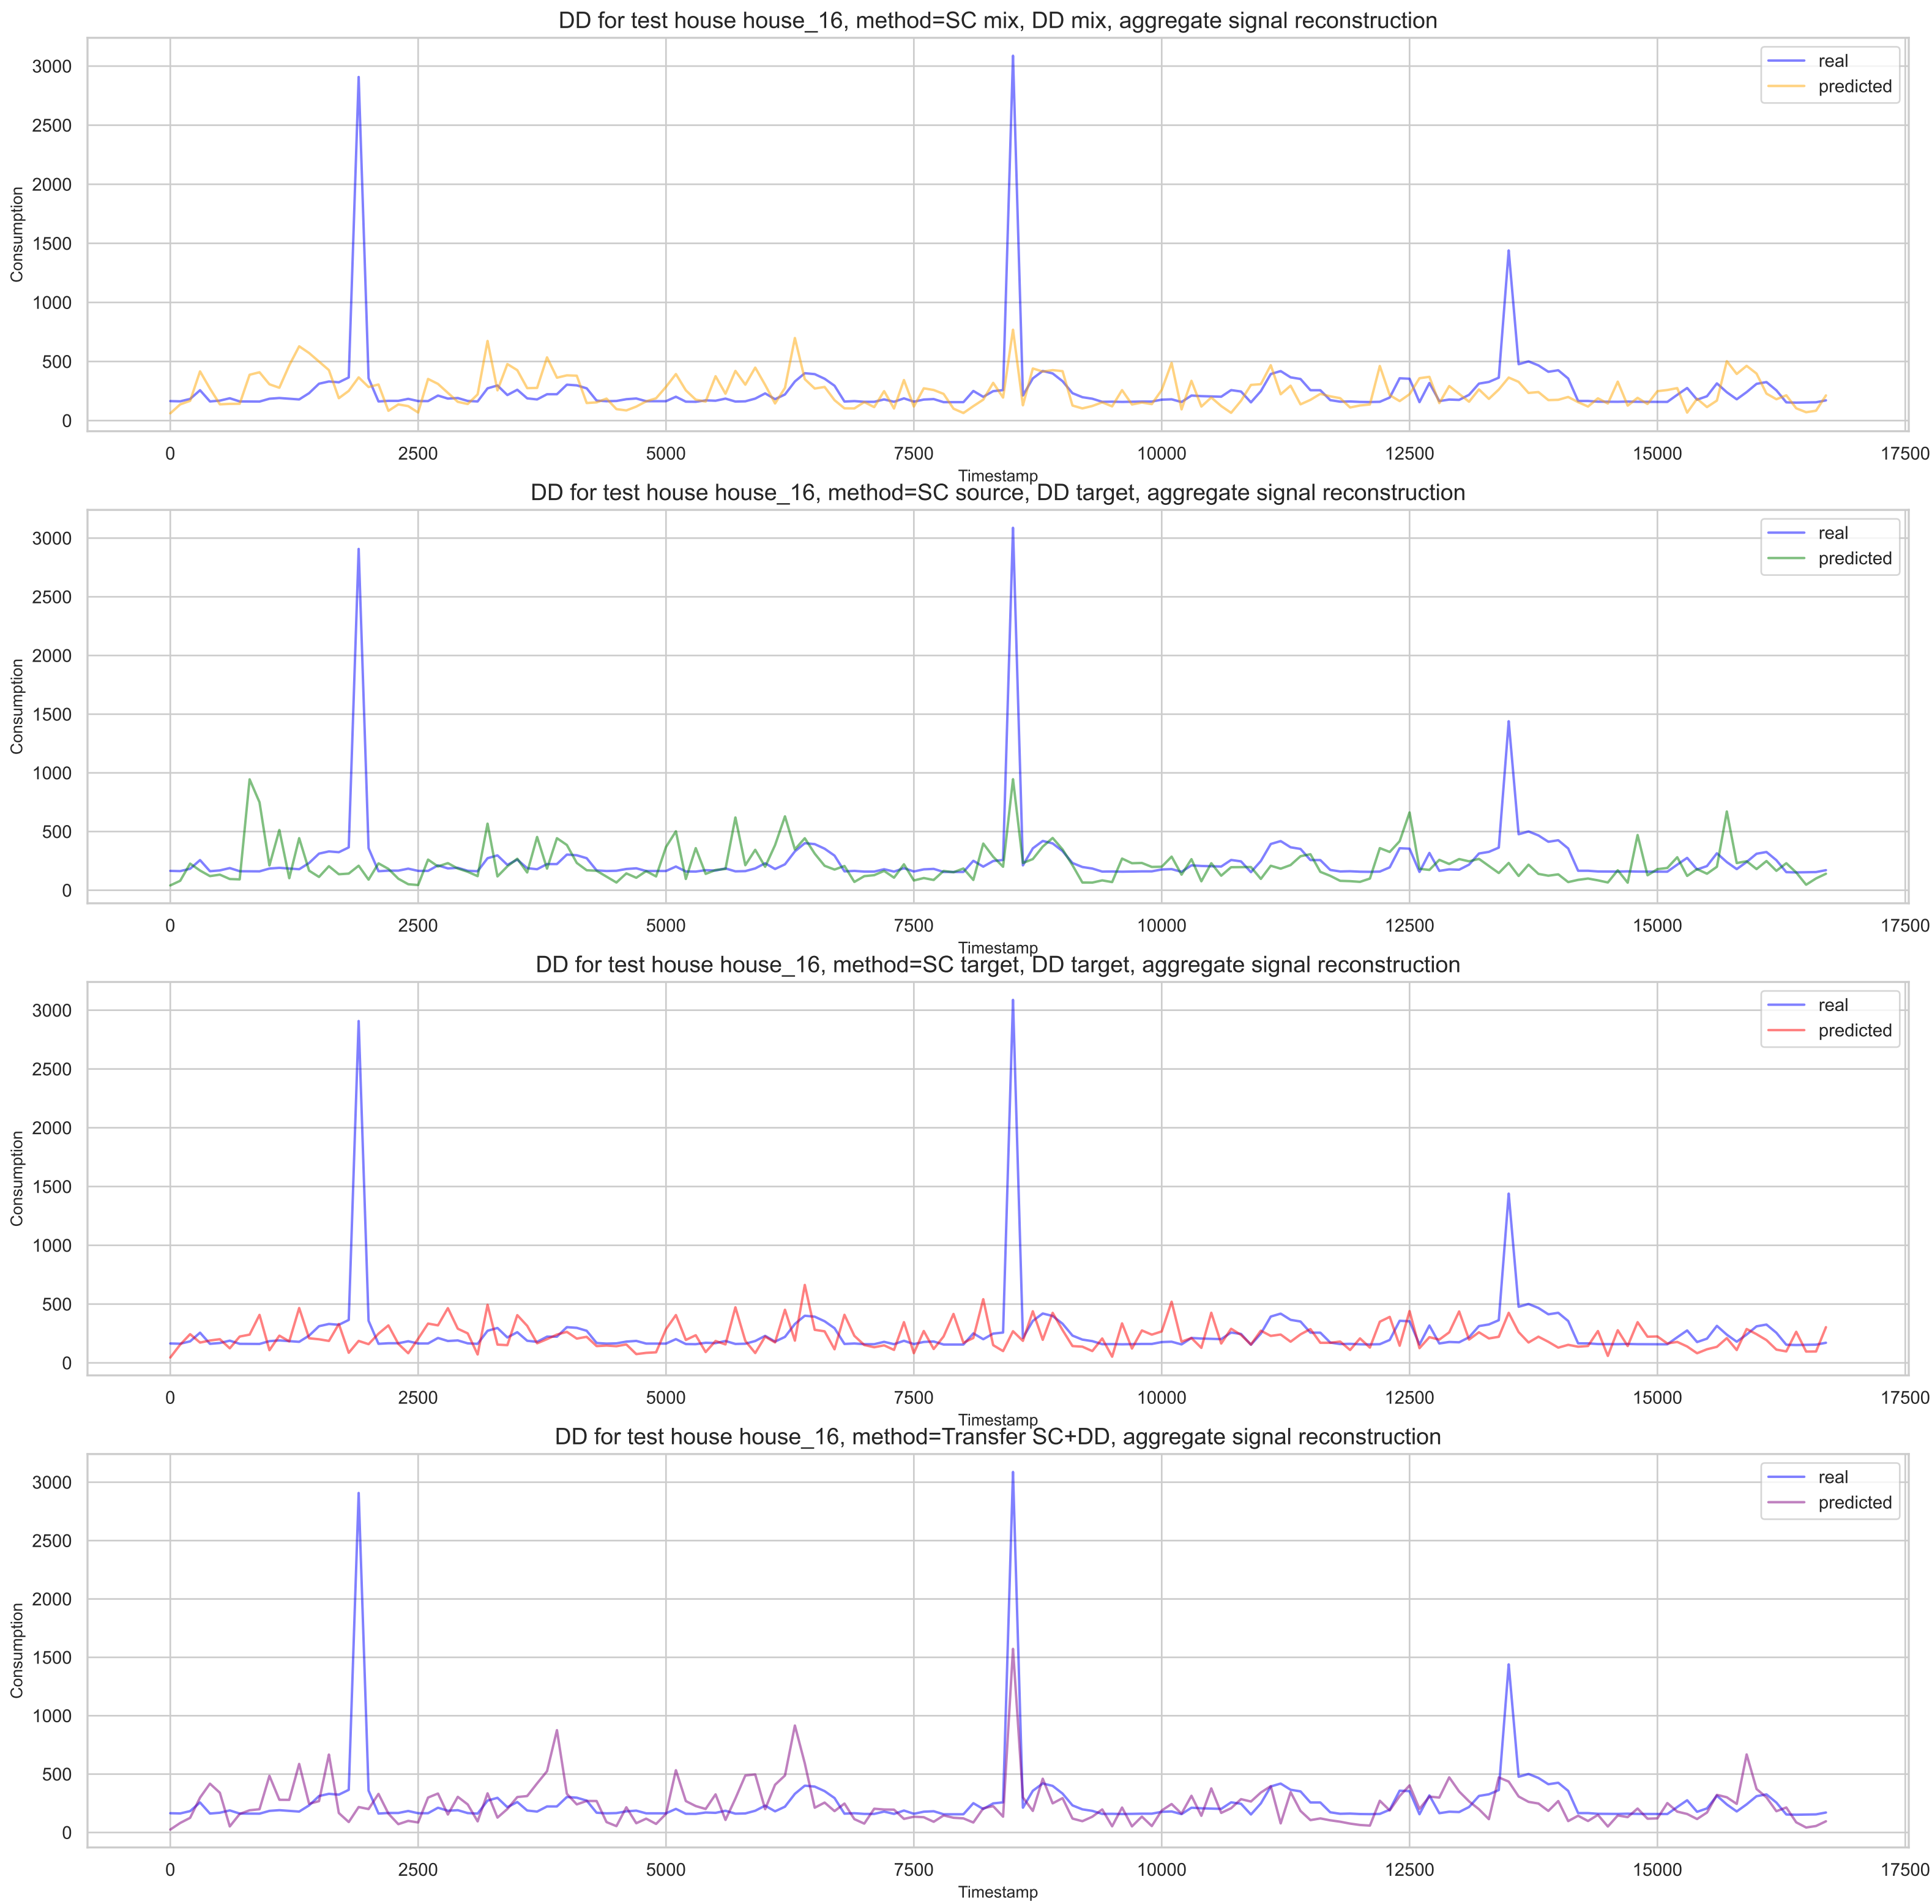 DD for test house house_16, method=SC mix, DD mix, aggregate signal reconstruction
real
predicted
3000
2500
2000
1500
1000
500
0
Consumption
0 2500 5000 7500 10000 12500 15000 17500
Timestamp
DD for test house house_16, method=SC source, DD target, aggregate signal reconstruction
real
predicted
3000
2500
2000
1500
1000
500
0
Consumption
0 2500 5000 7500 10000 12500 15000 17500
Timestamp
DD for test house house_16, method=SC target, DD target, aggregate signal reconstruction
real
predicted
3000
2500
2000
1500
1000
500
0
Consumption
0 2500 5000 7500 10000 12500 15000 17500
Timestamp
DD for test house house_16, method=Transfer SC+DD, aggregate signal reconstruction
real
predicted
3000
2500
2000
1500
1000
500
0
Consumption
0 2500 5000 7500 10000 12500 15000 17500
Timestamp